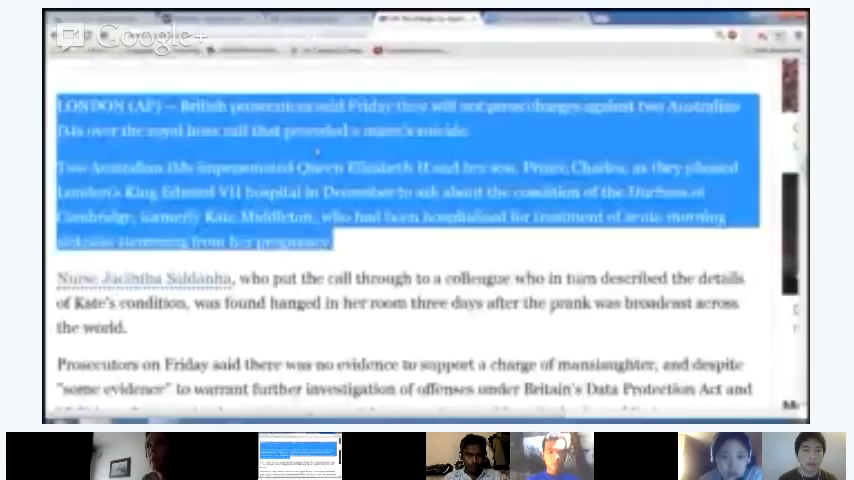 Google+
LONDON (AP) — British prosecutors said Friday they will not press charges against two Australian
DJs over the royal hoax call that preceded a nurse's suicide.
Two Australian DJs impersonated Queen Elizabeth II and her son, Prince Charles, as they phoned
London's King Edward VII hospital in December to ask about the condition of the Duchess of
Cambridge, formerly Kate Middleton, who had been hospitalized for treatment of acute morning
sickness stemming from her pregnancy.
Nurse Jacintha Saldanha, who put the call through to a colleague who in turn described the details
of Kate's condition, was found hanged in her room three days after the prank was broadcast across
the world.
Prosecutors on Friday said there was no evidence to support a charge of manslaughter, and despite
"some evidence" to warrant further investigation of offenses under Britain's Data Protection Act and